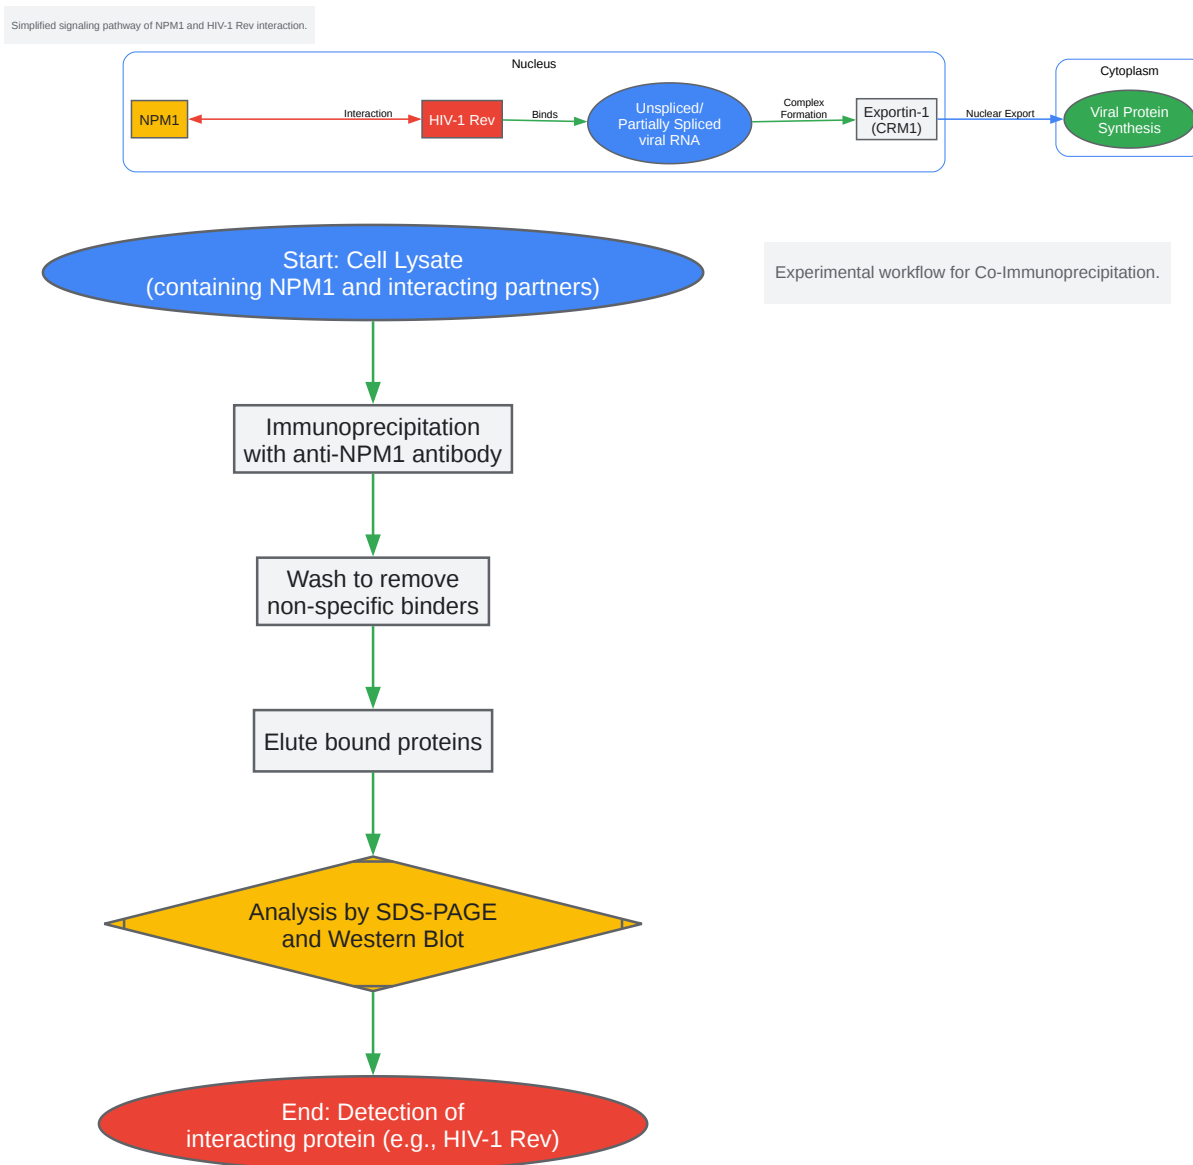 Simplified signaling pathway of NPM1 and HIV-1 Rev interaction.
Nucleus
Cytoplasm
NPM1
Interaction
HIV-1 Rev
Binds
Unspliced/
Partially Spliced
viral RNA
Complex
Formation
Exportin-1
(CRM1)
Nuclear Export
Viral Protein
Synthesis
Start: Cell Lysate
(containing NPM1 and interacting partners)
Experimental workflow for Co-Immunoprecipitation.
Immunoprecipitation
with anti-NPM1 antibody
Wash to remove
non-specific binders
Elute bound proteins
Analysis by SDS-PAGE
and Western Blot
End: Detection of
interacting protein (e.g., HIV-1 Rev)